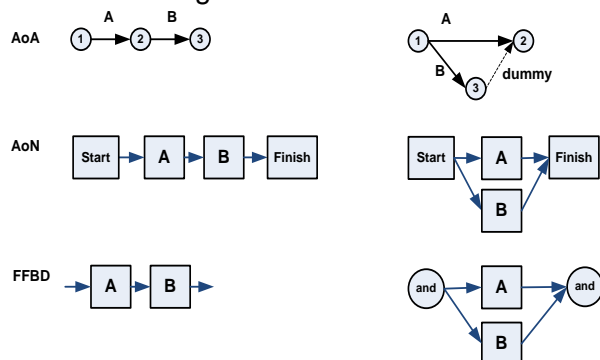 A B A
AoA 1 2 3 1 2
B dummy
3
AoN Start A B Finish Start A Finish
B
FFBD A B and A and
B